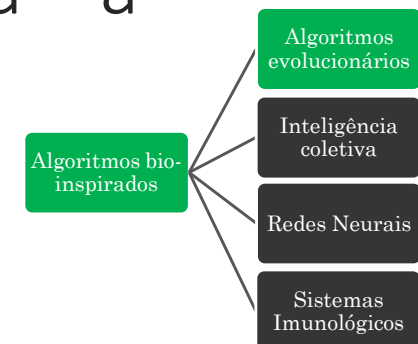 Algoritmos
evolucionários
Inteligência
coletiva
Algoritmos bio-
inspirados
Redes Neurais
Sistemas
Imunológicos